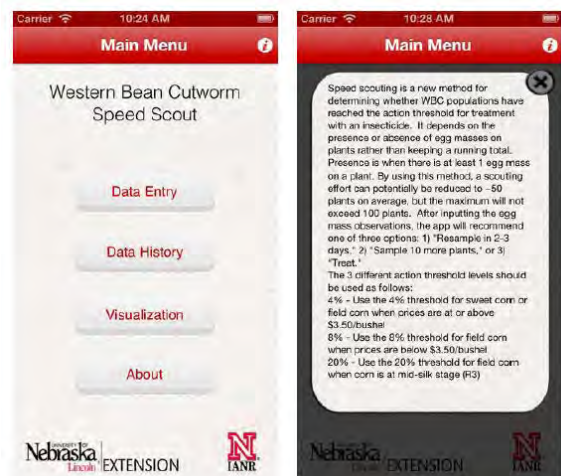 Carrier 10:24 AM
Main Menu
Western Bean Cutworm
Speed Scout
Data Entry
Data History
Visualization
About
UNIVERSITY OF
Nebraska
Lincoln
EXTENSION
N
IANR
Carrier 10:28 AM
Main Menu
Speed scouting is a new method for
determining whether WBC populations have
reached the action threshold for treatment
with an insecticide. It depends on the
presence or absence of egg masses on
plants rather than keeping a running total.
Presence is when there is at least 1 egg mass
on a plant. By using this method, a scouting
effort can potentially be reduced to ~50
plants on average, but the maximum will not
exceed 100 plants. After inputting the egg
mass observations, the app will recommend
one of three options: 1) "Resample in 2-3
days," 2) "Sample 10 more plants," or 3)
"Treat."
The 3 different action threshold levels should
be used as follows:
4% - Use the 4% threshold for sweet corn or
field corn when prices are at or above
$3.50/bushel
8% - Use the 8% threshold for field corn
when prices are below $3.50/bushel
20% - Use the 20% threshold for field corn
when corn is at mid-silk stage (R3)
Nebraska
Lincoln
EXTENSION
N
IANR